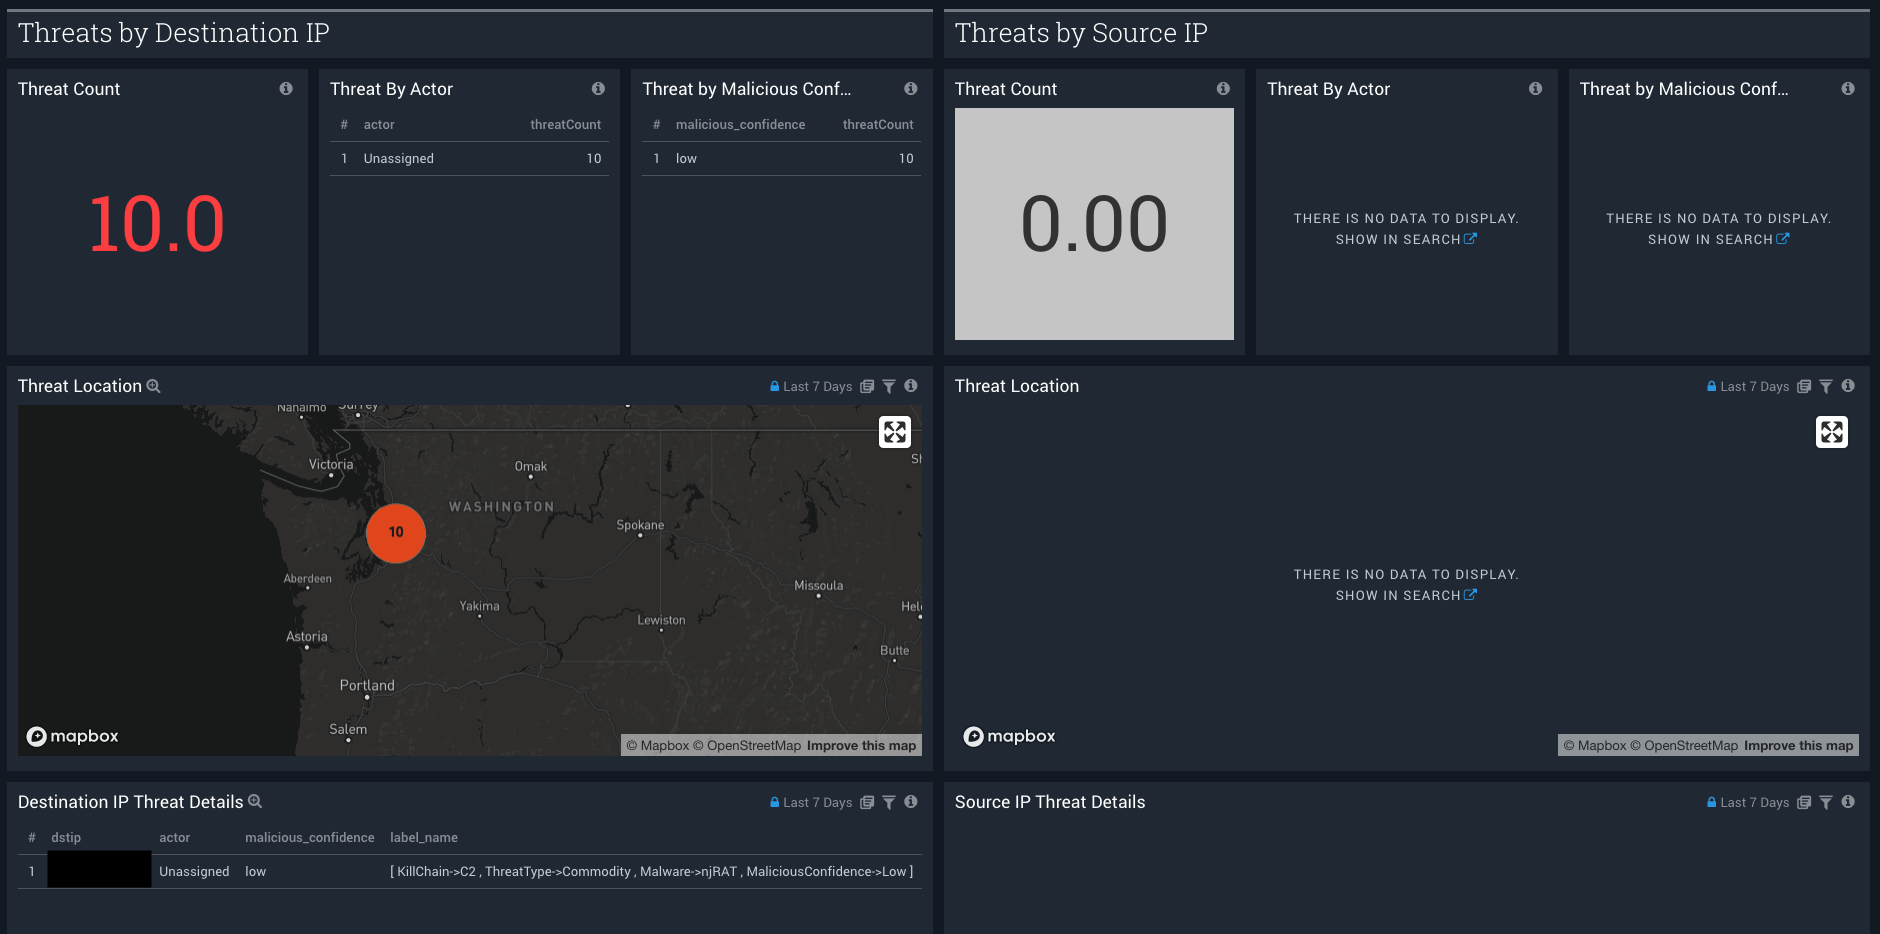 Threats by Destination IP
Threat Count
10.0
Threat By Actor
# actor threatCount
1 Unassigned 10
Threat by Malicious Conf...
# malicious_confidence threatCount
1 low 10
Threat Location
Last 7 Days
Nanaimo
Surrey
Victoria
Omak
Sh
WASHINGTON
10
Spokane
Aberdeen
Missoula
Yakima
Hel
Lewiston
Astoria
Butte
Portland
Salem
mapbox
© Mapbox © OpenStreetMap Improve this map
Destination IP Threat Details
Last 7 Days
# dstip actor malicious_confidence label_name
1 Unassigned low [ KillChain->C2 , ThreatType->Commodity , Malware->njRAT , MaliciousConfidence->Low ]
Threats by Source IP
Threat Count
0.00
Threat By Actor
THERE IS NO DATA TO DISPLAY.
SHOW IN SEARCH
Threat by Malicious Conf...
THERE IS NO DATA TO DISPLAY.
SHOW IN SEARCH
Threat Location
Last 7 Days
THERE IS NO DATA TO DISPLAY.
SHOW IN SEARCH
mapbox
© Mapbox © OpenStreetMap Improve this map
Source IP Threat Details
Last 7 Days